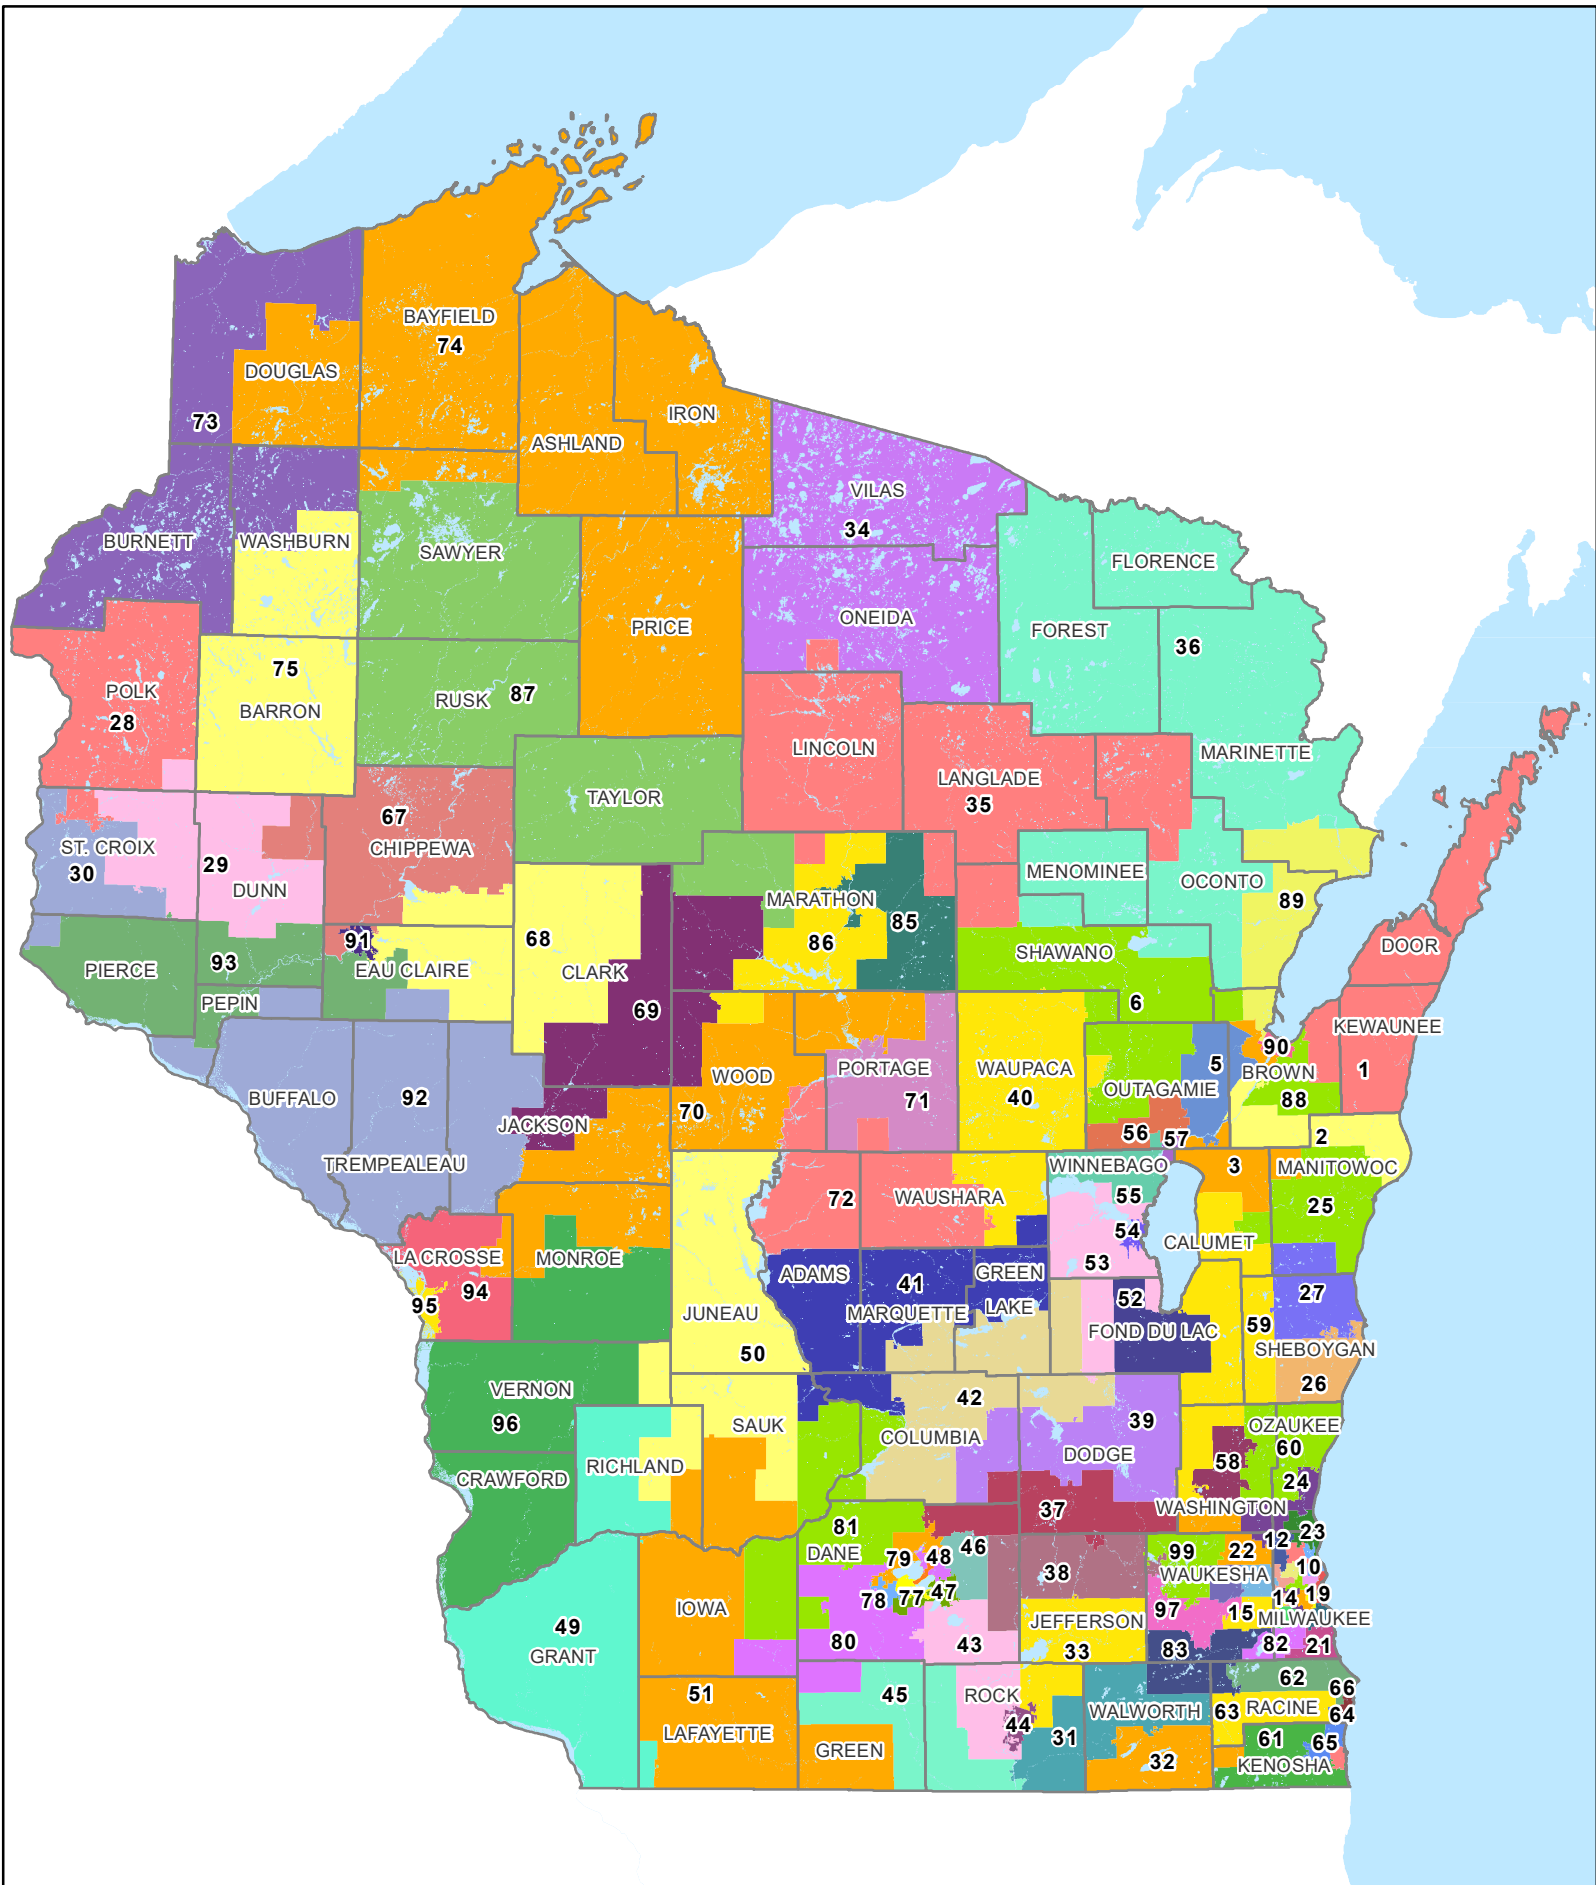 BAYFIELD
74
DOUGLAS
IRON
73
ASHLAND
VILAS
34
BURNETT
WASHBURN
SAWYER
FLORENCE
ONEIDA
PRICE
FOREST
36
75
POLK
28
BARRON
RUSK
87
LINCOLN
MARINETTE
LANGLADE
35
TAYLOR
67
CHIPPEWA
ST. CROIX
30
29
DUNN
MENOMINEE
OCONTO
89
MARATHON
85
86
68
91
CLARK
EAU CLAIRE
PIERCE
93
PEPIN
SHAWANO
DOOR
6
69
KEWAUNEE
1
90
BROWN
88
5
OUTAGAMIE
WAUPACA
40
PORTAGE
71
WOOD
70
BUFFALO
92
JACKSON
56
57
2
TREMPEALEAU
WINNEBAGO
3
MANITOWOC
25
72
WAUSHARA
55
54
53
CALUMET
LA CROSSE
94
95
MONROE
ADAMS
41
MARQUETTE
GREEN
LAKE
52
FOND DU LAC
27
59
SHEBOYGAN
26
JUNEAU
50
VERNON
96
SAUK
42
COLUMBIA
39
DODGE
OZAUKEE
60
58
24
WASHINGTON
CRAWFORD
RICHLAND
37
81
DANE
79
48
46
38
99
22
12
23
WAUKESHA
10
78
77
47
97
14
19
15
MILWAUKEE
IOWA
49
GRANT
80
43
JEFFERSON
33
83
82
21
51
LAFAYETTE
45
GREEN
ROCK
44
31
WALWORTH
32
62
66
63
RACINE
64
61
65
KENOSHA